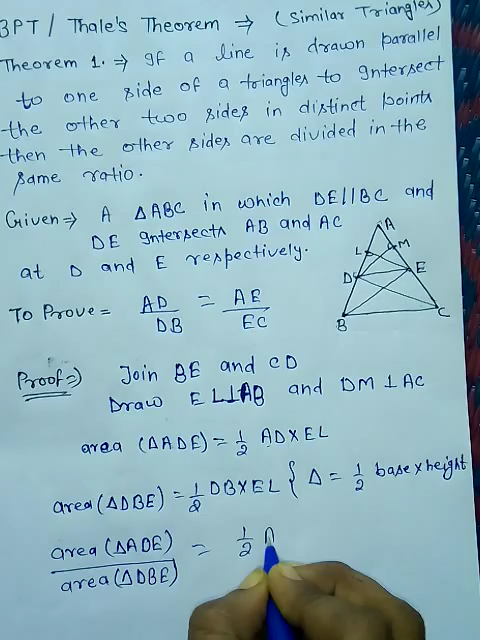 BPT / Thale's Theorem ⇒ (Similar Triangles)
Theorem 1. ⇒ If a line is drawn parallel
to one side of a triangles to Intersect
the other two sides in distinct points
then the other sides are divided in the
same ratio.
Given ⇒ A ΔABC in which DE||BC and
DE Intersects AB and AC
at D and E respectively.
A
L
M
D
E
B
C
To Prove = AD/DB = AE/EC
Proof ⇒) Join BE and CD
Draw EL⊥AB and DM ⊥ AC
area (ΔADE) = 1/2 AD×EL
area (ΔDBE) = 1/2 DB×EL { Δ = 1/2 base×height
area (ΔADE)/area (ΔDBE) = 1/2